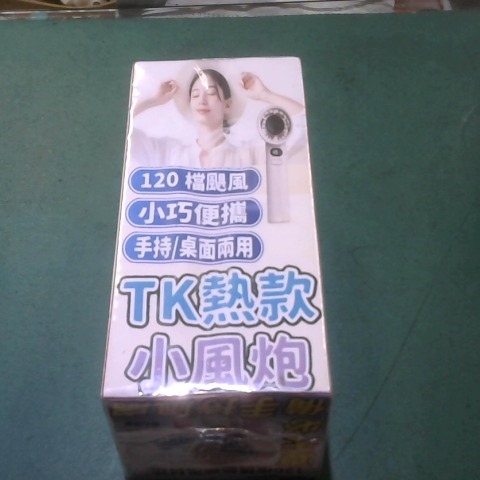 120 檔颶風
小巧便攜
手持/桌面兩用
TK熱款
小風炮